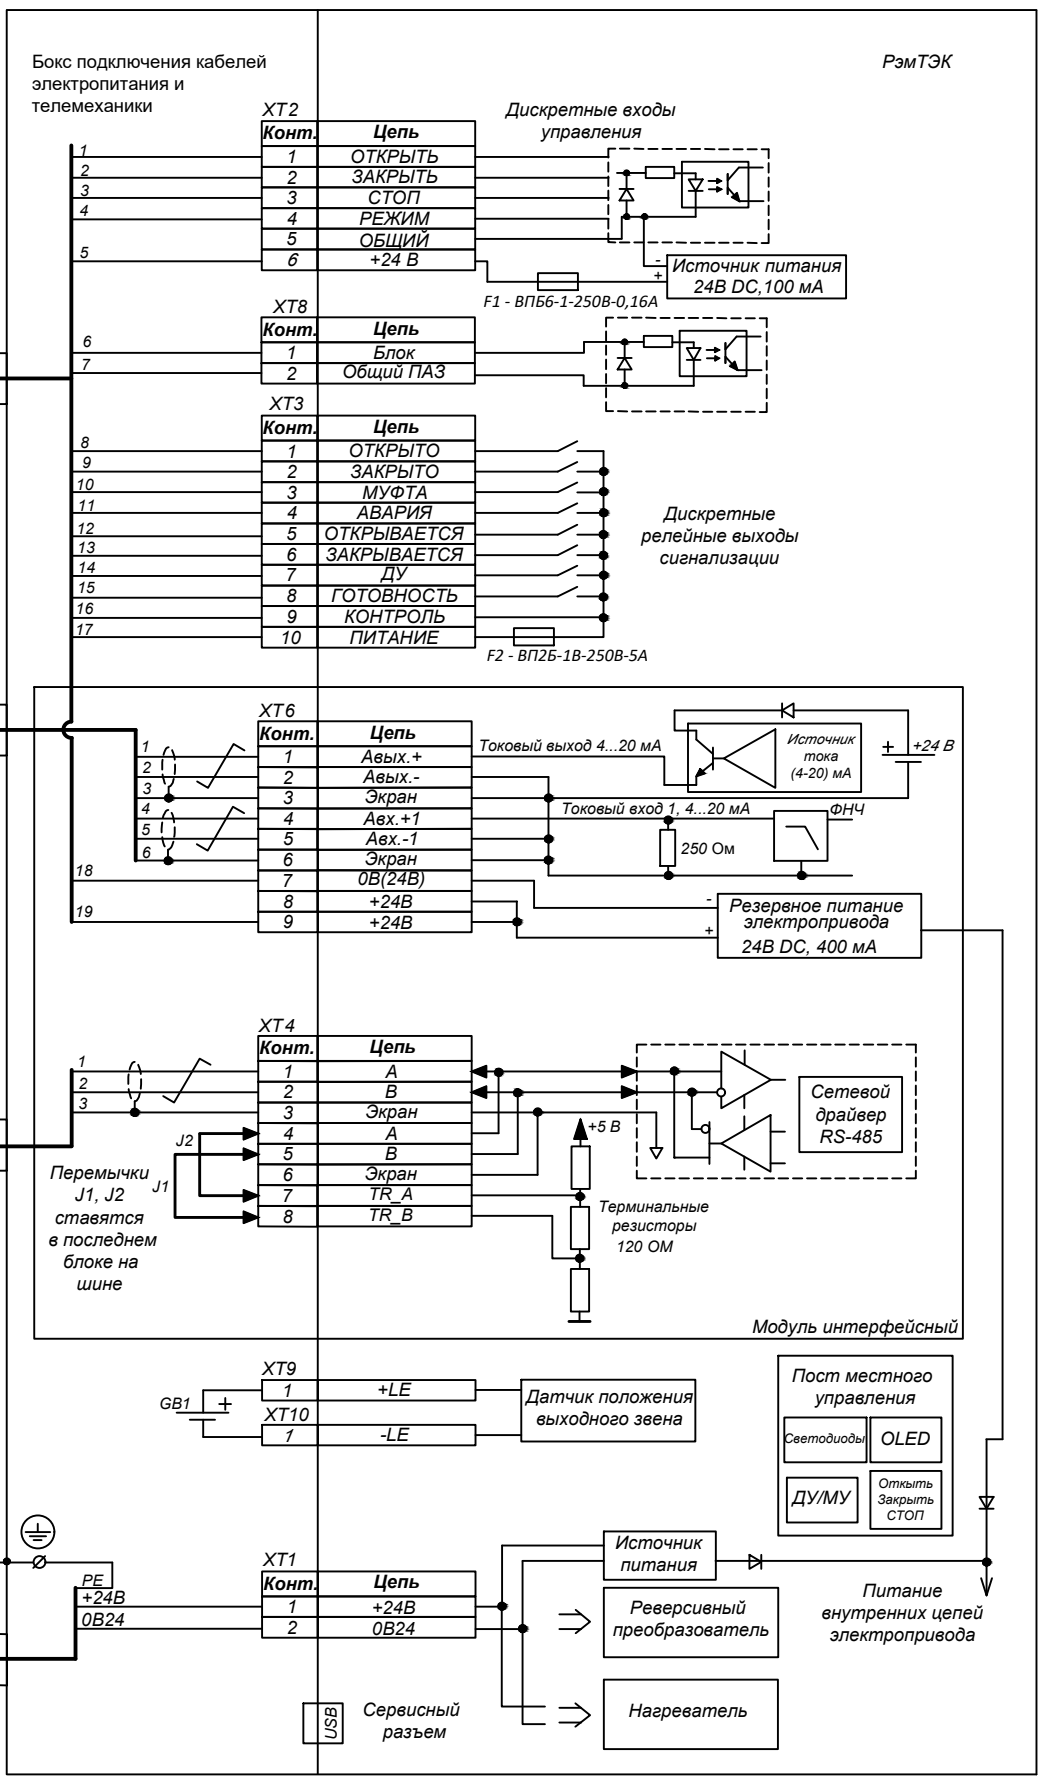 Бокс подключения кабелей
электропитания и
телемеханики
РэмТЭК
XT2
Конт. Цепь
1 ОТКРЫТЬ
2 ЗАКРЫТЬ
3 СТОП
4 РЕЖИМ
5 ОБЩИЙ
6 +24 В
1
2
3
4
5
Дискретные входы
управления
- Источник питания
+ 24В DC,100 мА
F1 - ВПБ6-1-250В-0,16А
XT8
Конт. Цепь
1 Блок
2 Общий ПАЗ
6
7
XT3
Конт. Цепь
1 ОТКРЫТО
2 ЗАКРЫТО
3 МУФТА
4 АВАРИЯ
5 ОТКРЫВАЕТСЯ
6 ЗАКРЫВАЕТСЯ
7 ДУ
8 ГОТОВНОСТЬ
9 КОНТРОЛЬ
10 ПИТАНИЕ
8
9
10
11
12
13
14
15
16
17
Дискретные
релейные выходы
сигнализации
F2 - ВП2Б-1В-250В-5А
XT6
Конт. Цепь
1 Авых.+
2 Авых.-
3 Экран
4 Авх.+1
5 Авх.-1
6 Экран
7 0В(24В)
8 +24В
9 +24В
1
2
3
4
5
6
18
19
Токовый выход 4...20 мА
Источник
тока
(4-20) мА
+ +24 В
Токовый вход 1, 4...20 мА
ФНЧ
250 Ом
- Резервное питание
электропривода
+ 24В DC, 400 мА
XT4
Конт. Цепь
1 A
2 B
3 Экран
4 A
5 B
6 Экран
7 TR_A
8 TR_B
1
2
3
J2
J1
Перемычки
J1, J2
ставятся
в последнем
блоке на
шине
+5 В
Терминальные
резисторы
120 ОМ
Сетевой
драйвер
RS-485
Модуль интерфейсный
XT9
1 +LE
XT10
1 -LE
GB1 +
Датчик положения
выходного звена
Пост местного
управления
Светодиоды
OLED
ДУ/МУ
Откыть
Закрыть
СТОП
PE
+24В
0В24
XT1
Конт. Цепь
1 +24В
2 0В24
Источник
питания
Реверсивный
преобразователь
Нагреватель
Питание
внутренних цепей
электропривода
USB
Сервисный
разъем